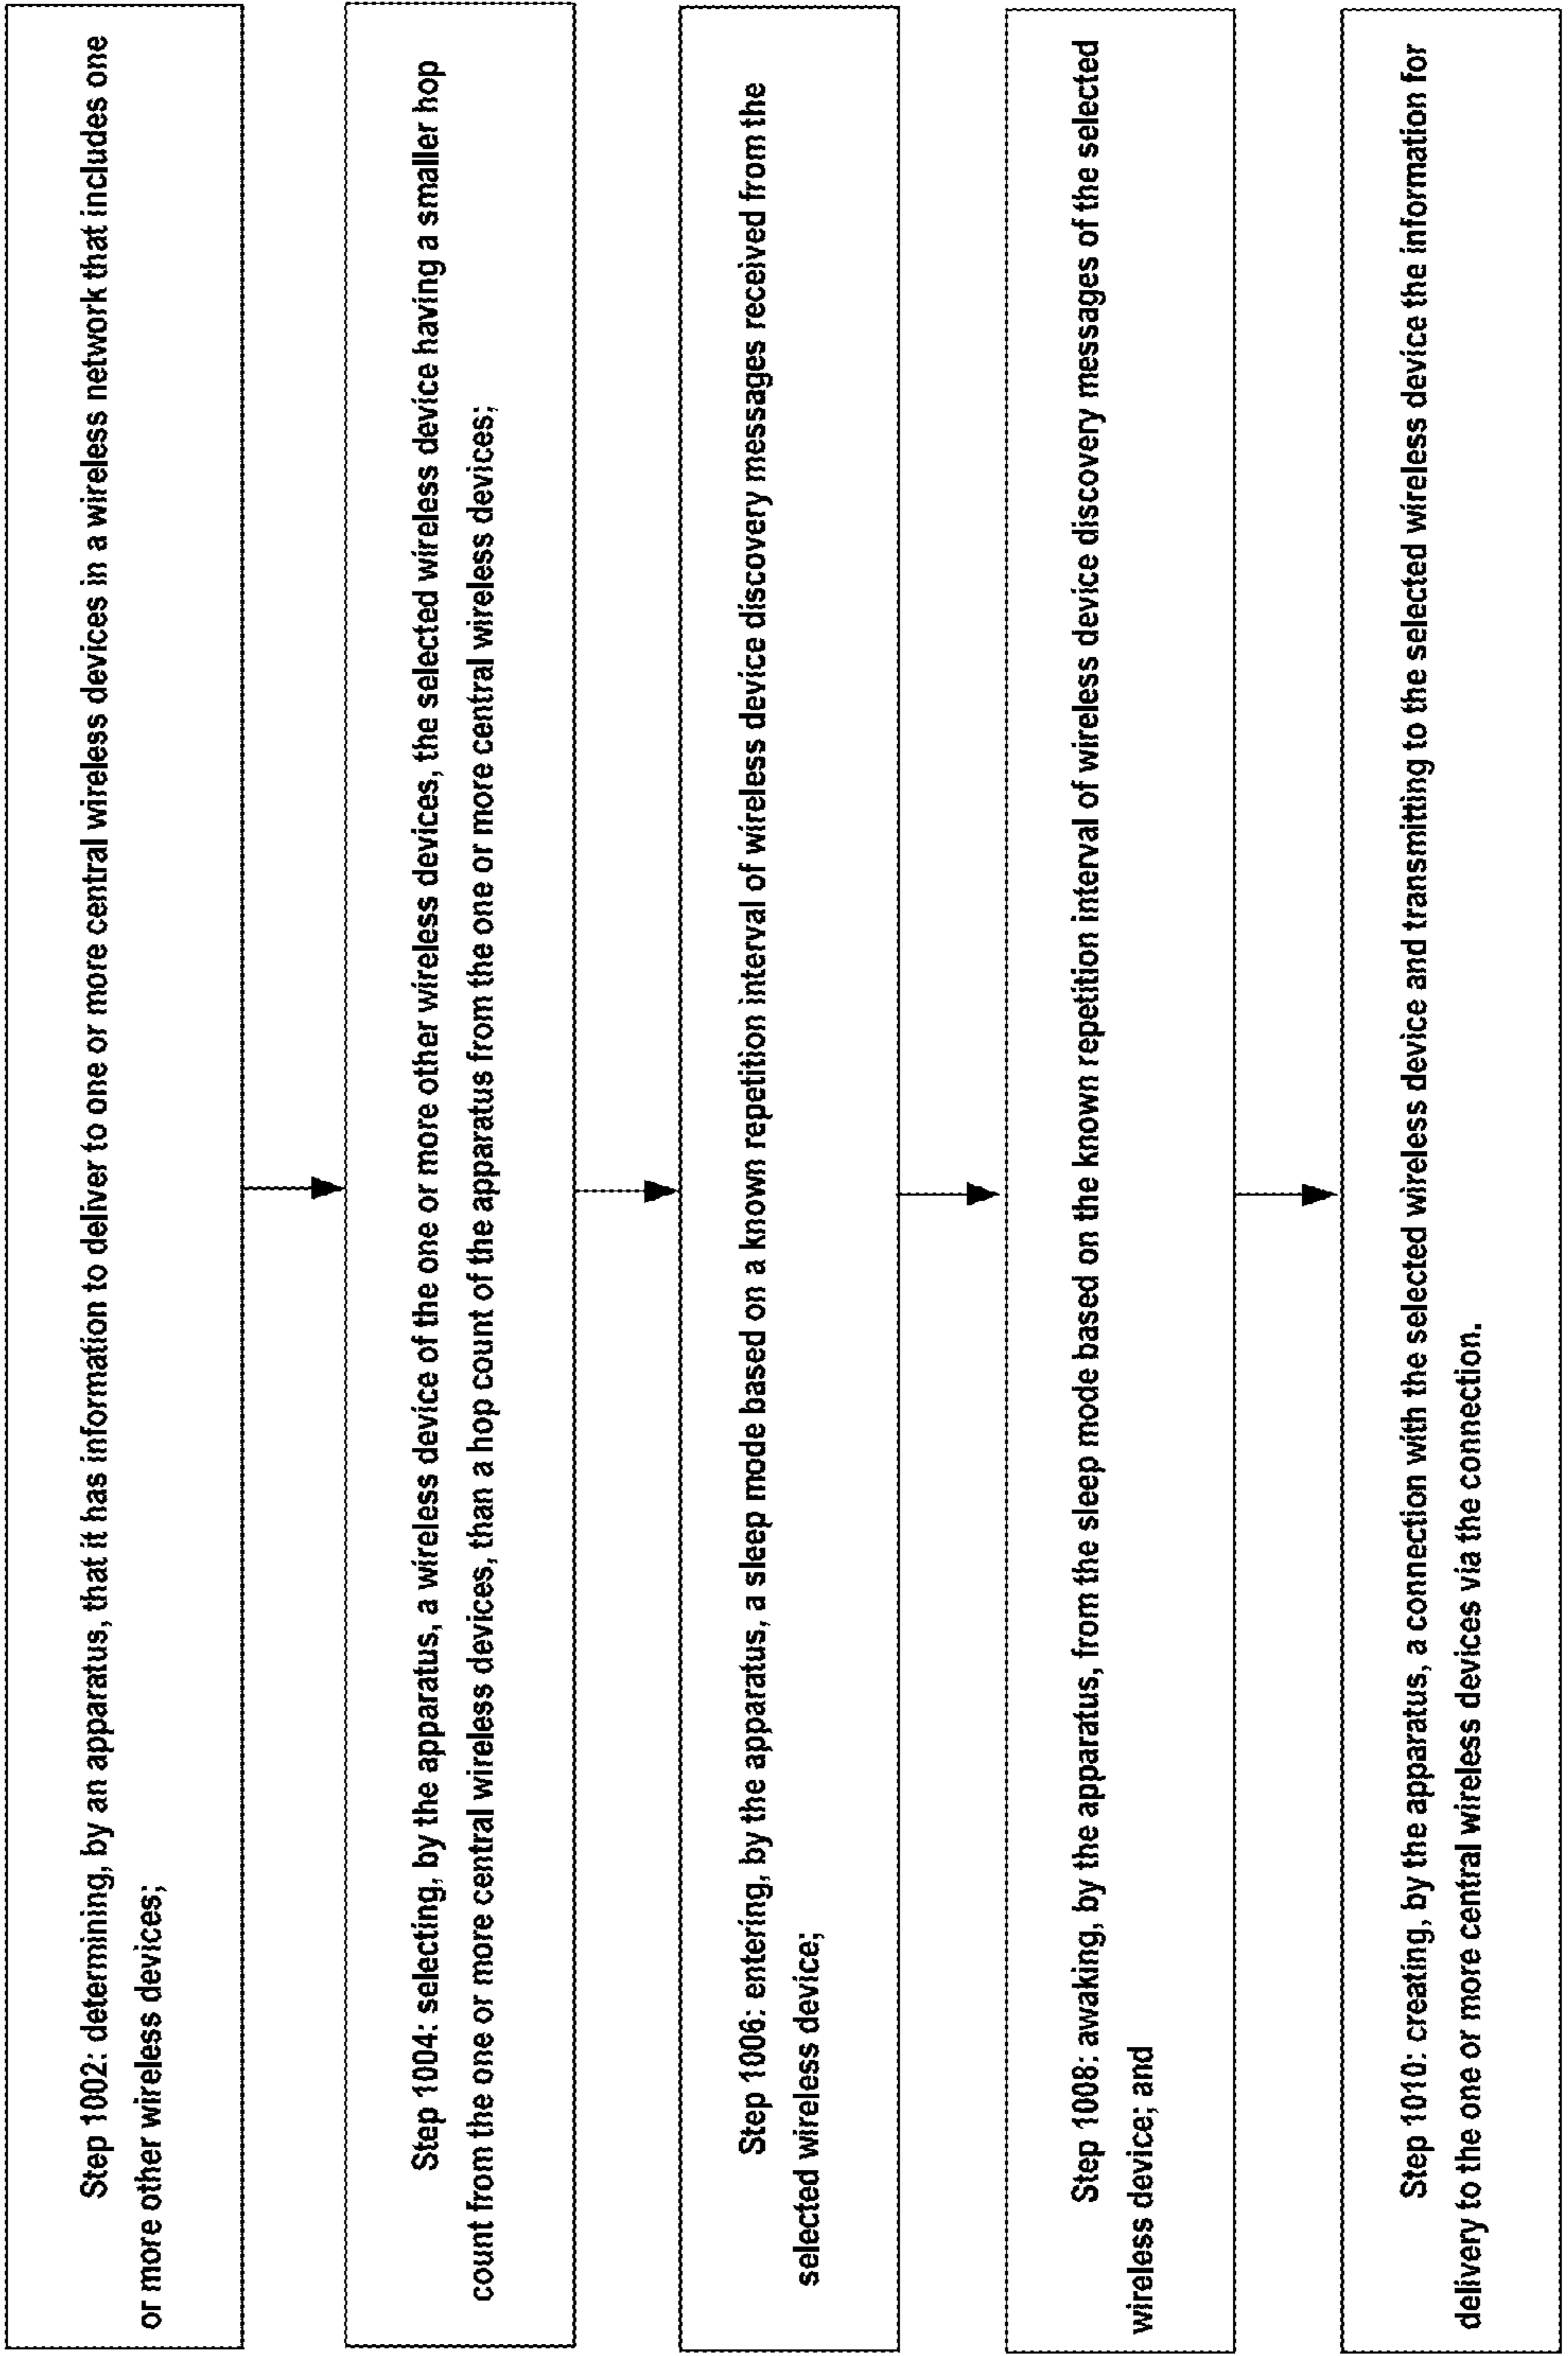 Step 1002: determining, by an apparatus, that it has information to deliver to one or more central wireless devices in a wireless network that includes one
or more other wireless devices;
Step 1004: selecting, by the apparatus, a wireless device of the one or more other wireless devices, the selected wireless device having a smaller hop
count from the one or more central wireless devices, than a hop count of the apparatus from the one or more central wireless devices;
Step 1006: entering, by the apparatus, a sleep mode based on a known repetition interval of wireless device discovery messages received from the
selected wireless device;
Step 1008: awaking, by the apparatus, from the sleep mode based on the known repetition interval of wireless device discovery messages of the selected
wireless device; and
Step 1010: creating, by the apparatus, a connection with the selected wireless device and transmitting to the selected wireless device the information for
delivery to the one or more central wireless devices via the connection.